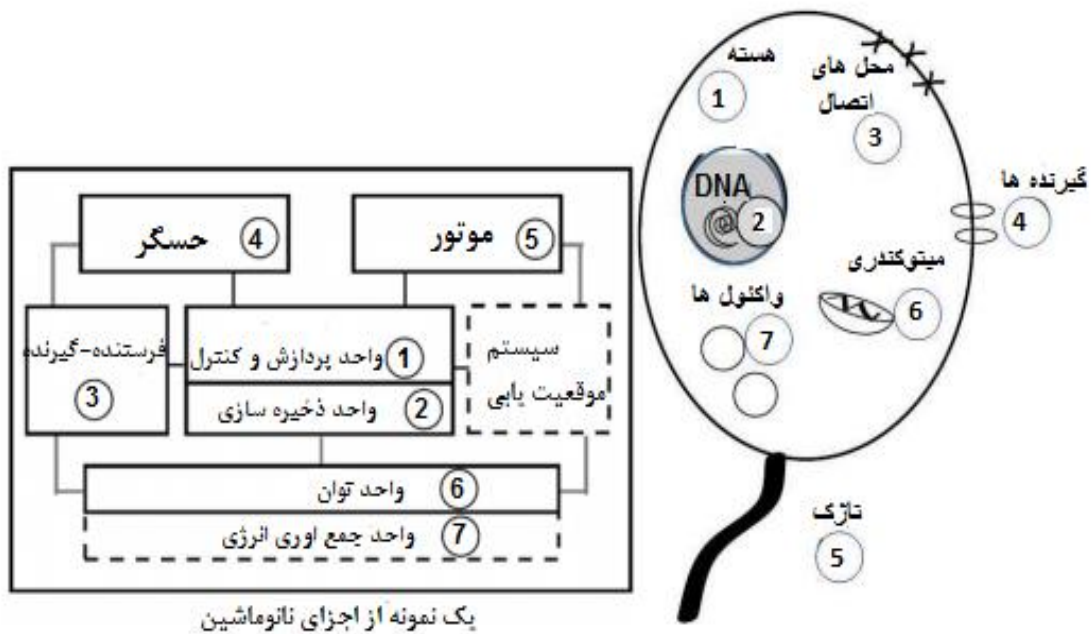 هسته
1
محل های
اتصال
3
گیرنده ها
4
DNA
2
میتوکندری
6
واکئول ها
7
تاژک
5
حسگر 4
موتور 5
فرستنده-گیرنده
3
واحد پردازش و کنترل 1
واحد ذخیره سازی 2
سیستم
موقعیت یابی
واحد توان 6
واحد جمع اوری انرژی 7
یک نمونه از اجزای نانوماشین